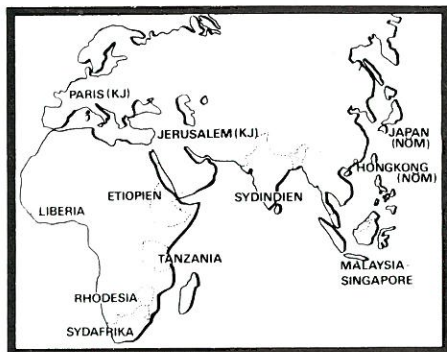 PARIS (KJ)
JERUSALEM (KJ)
JAPAN
(NÖM)
HONGKONG
(NÖM)
ETIOPIEN
SYDINDIEN
LIBERIA
TANZANIA
MALAYSIA-
SINGAPORE
RHODESIA
SYDAFRIKA